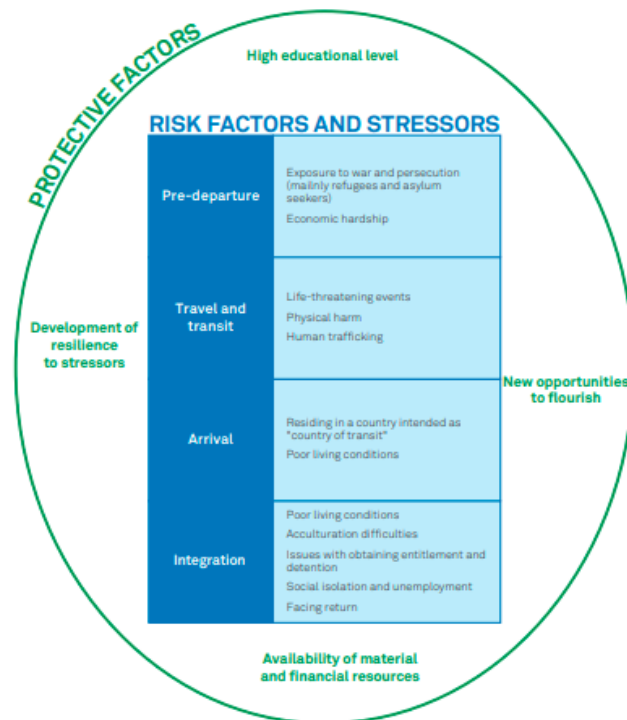 PROTECTIVE FACTORS
High educational level
RISK FACTORS AND STRESSORS
Pre-departure
Exposure to war and persecution
(mailnly refugees and asylum
seekers)
Economic hardship
Travel and
transit
Life-threatening events
Physical harm
Human trafficking
Development of
resilience
to stressors
New opportunities
to flourish
Arrival
Residing in a country intended as
"country of transit"
Poor living conditions
Integration
Poor living conditions
Acculturation difficulties
Issues with obtaining entitlement and
detention
Social isolation and unemployment
Facing return
Availability of material
and financial resources